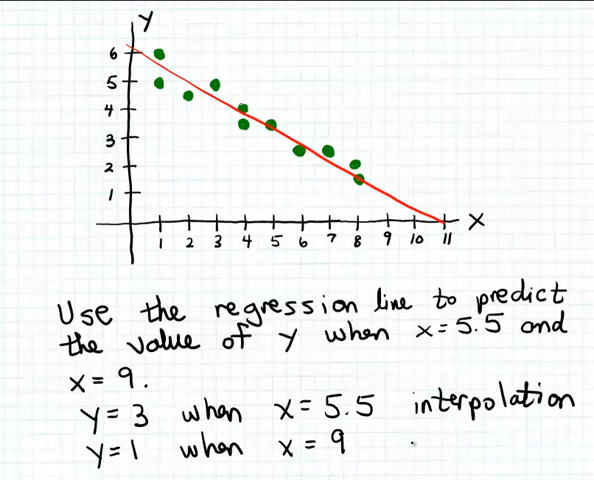 Y
6
5
4
3
2
1
1 2 3 4 5 6 7 8 9 10 11 X
Use the regression line to predict
the value of y when x=5.5 and
x=9.
y=3 when x=5.5 interpolation
y=1 when x=9